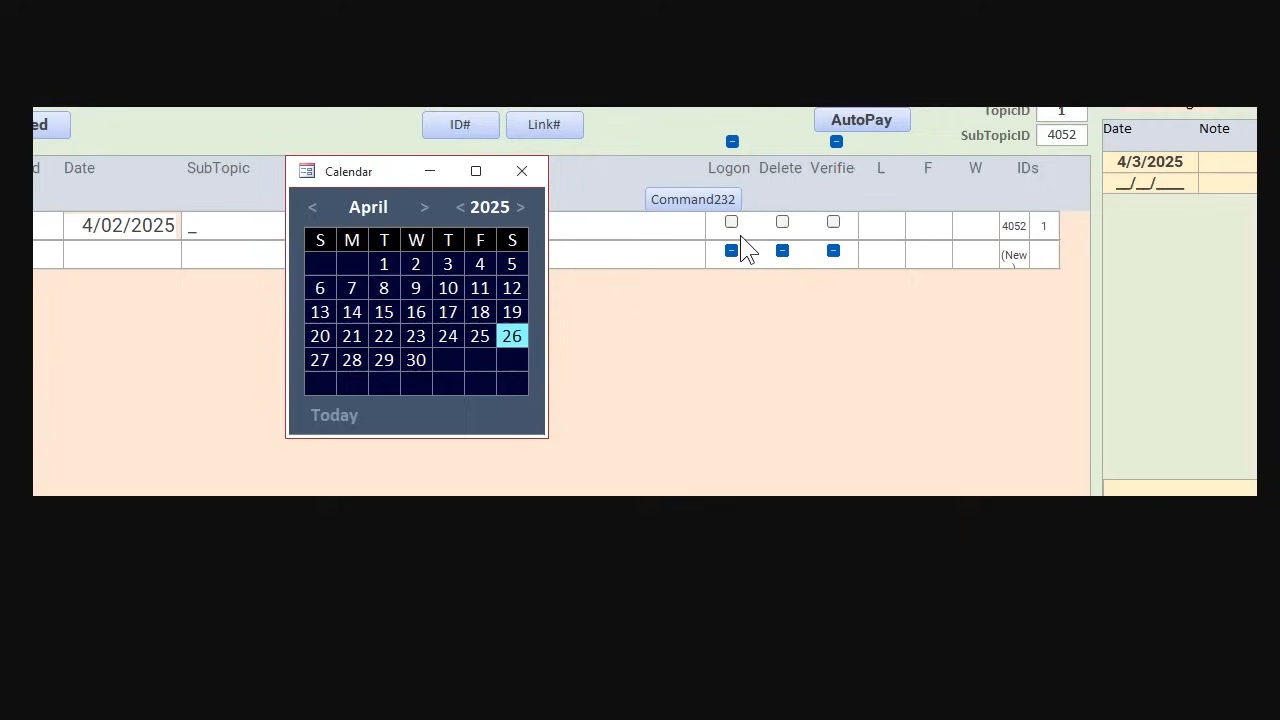 ed ID# Link# AutoPay TopicID 1
SubTopicID 4052
Date Note
d Date SubTopic Logon Delete Verifie L F W IDs
Calendar
4/3/2025
__/__/____
Command232
< April > < 2025 >
4/02/2025 _ 4052 1
(New
)
S M T W T F S
1 2 3 4 5
6 7 8 9 10 11 12
13 14 15 16 17 18 19
20 21 22 23 24 25 26
27 28 29 30
Today